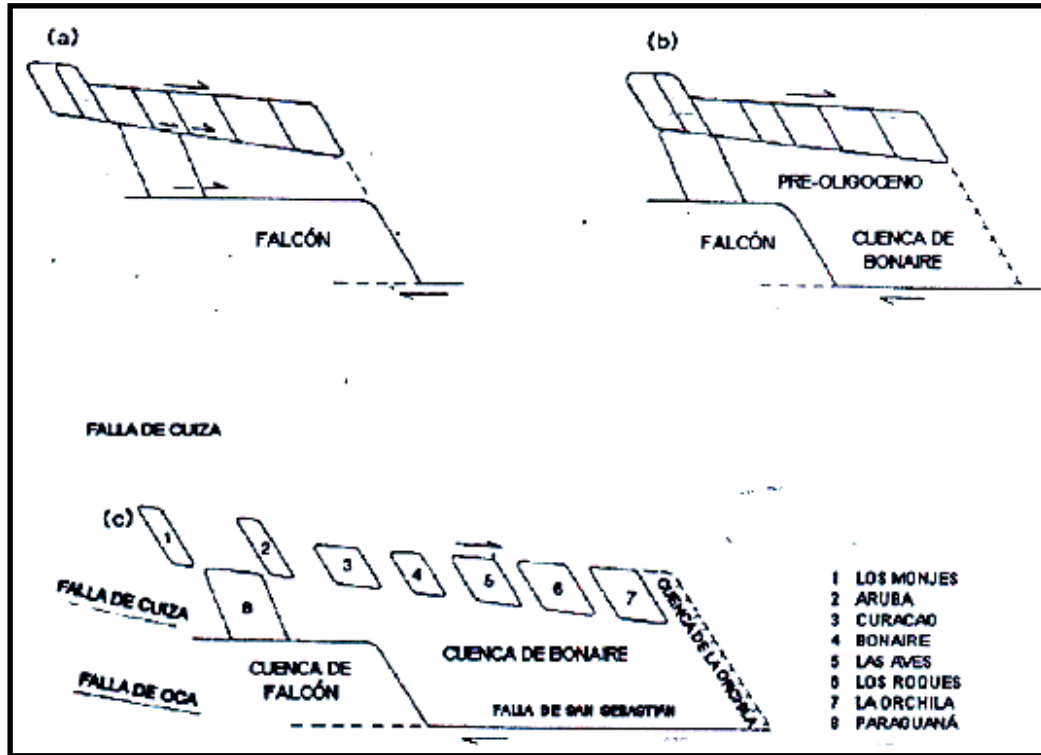 (a)
FALCÓN
(b)
PRE-OLIGOCENO
FALCÓN
CUENCA DE
BONAIRE
FALLA DE CUIZA
(c)
1
2
3
4
5
6
7
8
FALLA DE CUIZA
FALLA DE OCA
CUENCA DE
FALCÓN
CUENCA DE BONAIRE
FALLA DE SAN SEBASTIÁN
CUENCA DE LA ORCHILA
1 LOS MONJES
2 ARUBA
3 CURACAO
4 BONAIRE
5 LAS AVES
6 LOS ROQUES
7 LA ORCHILA
8 PARAGUANÁ